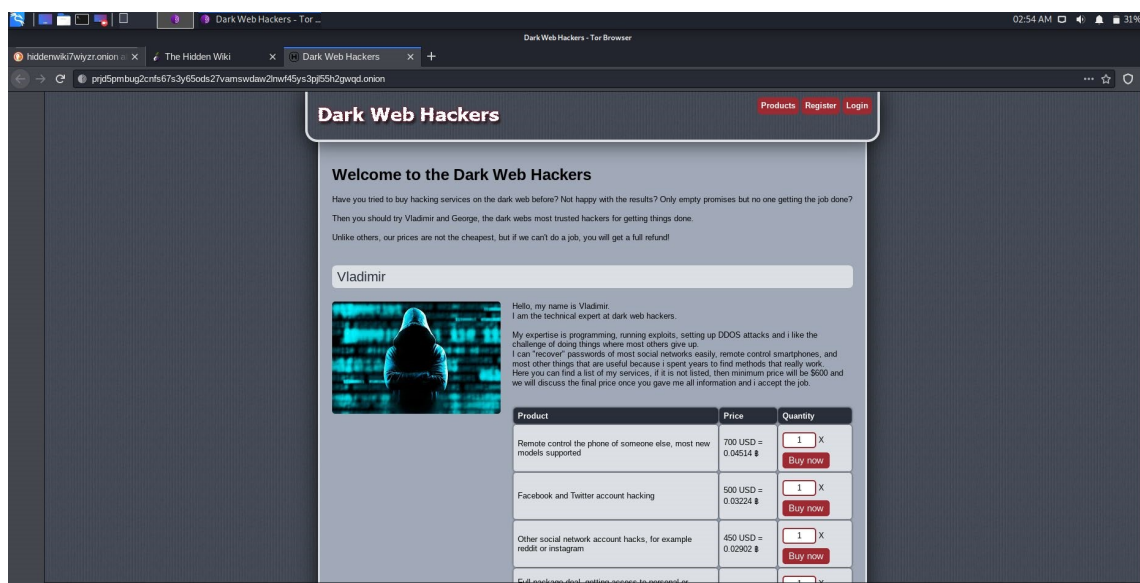 Dark Web Hackers - Tor ...
02:54 AM
31%
Dark Web Hackers - Tor Browser
hiddenwiki7wiyzr.onion a
The Hidden Wiki
Dark Web Hackers
prjd5pmbug2cnfs67s3y65ods27vamswdaw2lnwf45ys3pjl55h2gwqd.onion
Dark Web Hackers
Products Register Login
Welcome to the Dark Web Hackers
Have you tried to buy hacking services on the dark web before? Not happy with the results? Only empty promises but no one getting the job done?
Then you should try Vladimir and George, the dark webs most trusted hackers for getting things done.
Unlike others, our prices are not the cheapest, but if we can't do a job, you will get a full refund!
Vladimir
Hello, my name is Vladimir.
I am the technical expert at dark web hackers.
My expertise is programming, running exploits, setting up DDOS attacks and i like the
challenge of doing things where most others give up.
I can "recover" passwords of most social networks easily, remote control smartphones, and
most other things that are useful because i spent years to find methods that really work.
Here you can find a list of my services, if it is not listed, then minimum price will be $600 and
we will discuss the final price once you gave me all information and i accept the job.
Product Price Quantity
Remote control the phone of someone else, most new
models supported
700 USD =
0.04514 ฿
1 X
Buy now
Facebook and Twitter account hacking
500 USD =
0.03224 ฿
1 X
Buy now
Other social network account hacks, for example
reddit or instagram
450 USD =
0.02902 ฿
1 X
Buy now
Full package deal, getting access to personal or
1 X